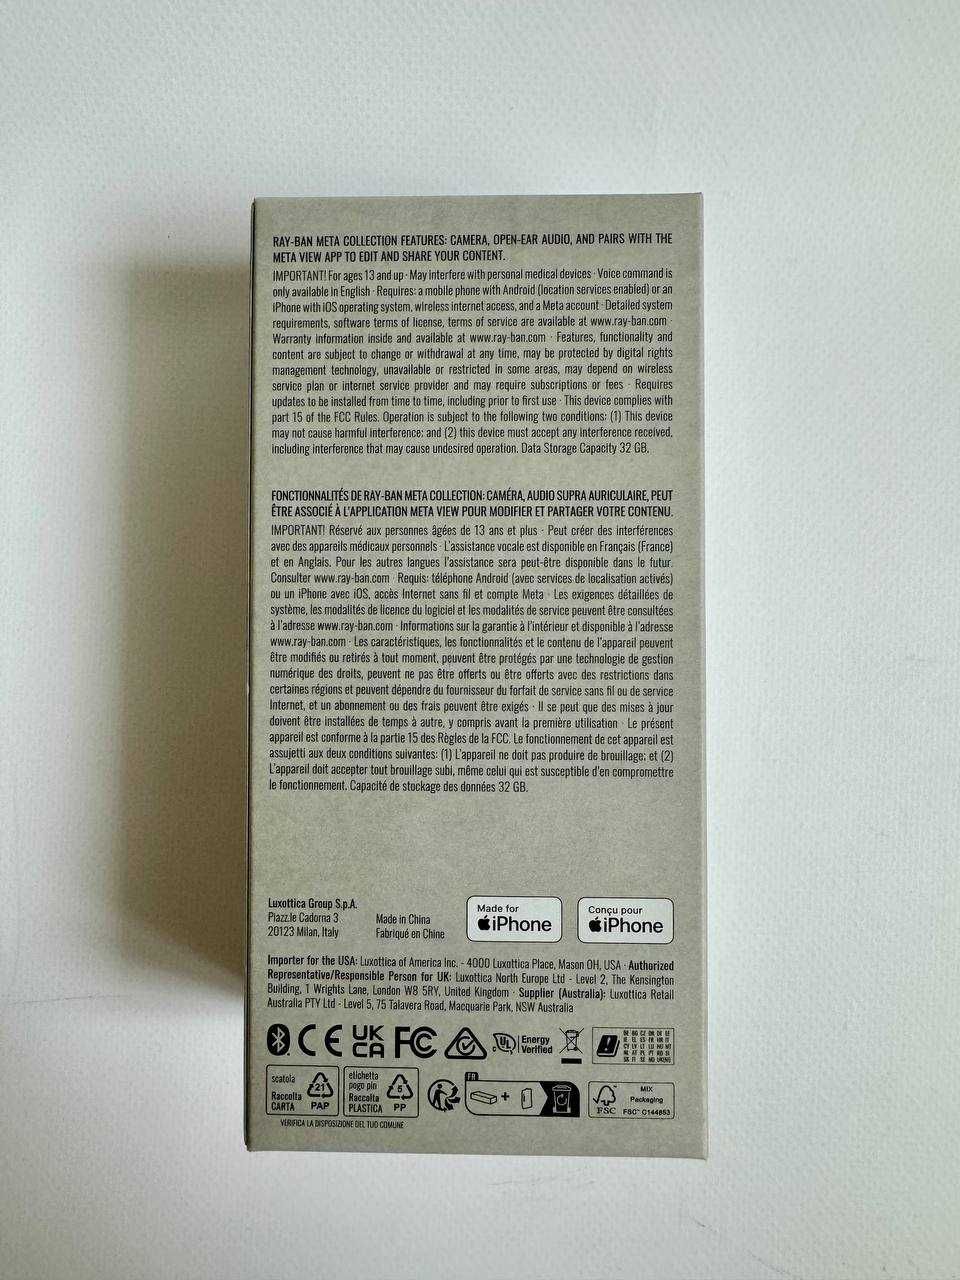 RAY-BAN META COLLECTION FEATURES: CAMERA, OPEN-EAR AUDIO, AND PAIRS WITH THE
META VIEW APP TO EDIT AND SHARE YOUR CONTENT.
IMPORTANT! For ages 13 and up · May interfere with personal medical devices · Voice command is
only available in English · Requires: a mobile phone with Android (location services enabled) or an
iPhone with iOS operating system, wireless internet access, and a Meta account · Detailed system
requirements, software terms of license, terms of service are available at www.ray-ban.com ·
Warranty information inside and available at www.ray-ban.com · Features, functionality and
content are subject to change or withdrawal at any time, may be protected by digital rights
management technology, unavailable or restricted in some areas, may depend on wireless
service plan or internet service provider and may require subscriptions or fees · Requires
updates to be installed from time to time, including prior to first use · This device complies with
part 15 of the FCC Rules. Operation is subject to the following two conditions: (1) This device
may not cause harmful interference; and (2) this device must accept any interference received,
including interference that may cause undesired operation. Data Storage Capacity 32 GB.
FONCTIONNALITÉS DE RAY-BAN META COLLECTION: CAMÉRA, AUDIO SUPRA AURICULAIRE, PEUT
ÊTRE ASSOCIÉ À L'APPLICATION META VIEW POUR MODIFIER ET PARTAGER VOTRE CONTENU.
IMPORTANT! Réservé aux personnes âgées de 13 ans et plus · Peut créer des interférences
avec des appareils médicaux personnels · L'assistance vocale est disponible en Français (France)
et en Anglais. Pour les autres langues l'assistance sera peut-être disponible dans le futur.
Consulter www.ray-ban.com · Requis: téléphone Android (avec services de localisation activés)
ou un iPhone avec iOS, accès Internet sans fil et compte Meta · Les exigences détaillées de
système, les modalités de licence du logiciel et les modalités de service peuvent être consultées
à l'adresse www.ray-ban.com · Informations sur la garantie à l'intérieur et disponible à l'adresse
www.ray-ban.com · Les caractéristiques, les fonctionnalités et le contenu de l'appareil peuvent
être modifiés ou retirés à tout moment, peuvent être protégés par une technologie de gestion
numérique des droits, peuvent ne pas être offerts ou être offerts avec des restrictions dans
certaines régions et peuvent dépendre du fournisseur du forfait de service sans fil ou de service
Internet, et un abonnement ou des frais peuvent être exigés · Il se peut que des mises à jour
doivent être installées de temps à autre, y compris avant la première utilisation · Le présent
appareil est conforme à la partie 15 des Règles de la FCC. Le fonctionnement de cet appareil est
assujetti aux deux conditions suivantes: (1) L'appareil ne doit pas produire de brouillage; et (2)
L'appareil doit accepter tout brouillage subi, même celui qui est susceptible d'en compromettre
le fonctionnement. Capacité de stockage des données 32 GB.
Luxottica Group S.p.A.
Piazz.le Cadorna 3
20123 Milan, Italy
Made in China
Fabriqué en Chine
Made for
iPhone
Conçu pour
iPhone
Importer for the USA: Luxottica of America Inc. - 4000 Luxottica Place, Mason OH, USA · Authorized
Representative/Responsible Person for UK: Luxottica North Europe Ltd - Level 2, The Kensington
Building, 1 Wrights Lane, London W8 5RY, United Kingdom · Supplier (Australia): Luxottica Retail
Australia PTY Ltd - Level 5, 75 Talavera Road, Macquarie Park, NSW Australia
CE
UK
CA
FC
UL
Energy
Verified
scatola
Raccolta
CARTA
21
PAP
etichetta
pogo pin
Raccolta
PLASTICA
5
PP
FR
+
FSC
MIX
Packaging
FSC™ C144853
VERIFICA LA DISPOSIZIONE DEL TUO COMUNE